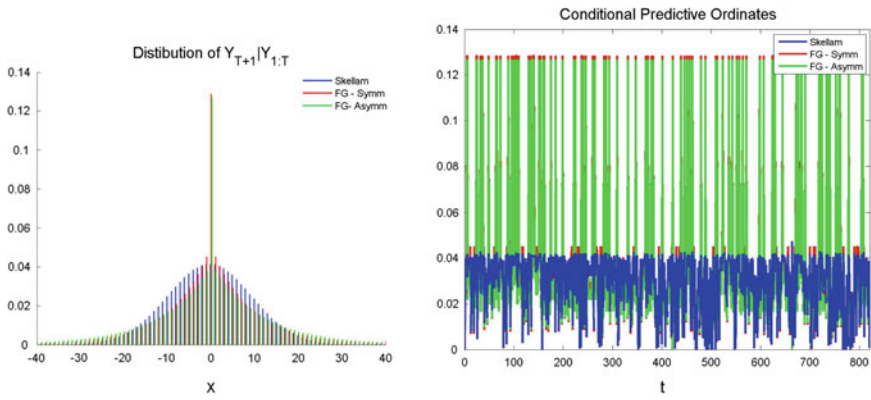 Distibution of Y_{T+1}|Y_{1:T}
0.14
0.12
0.1
0.08
0.06
0.04
0.02
0
-40 -30 -20 -10 0 10 20 30 40
x
Skellam
FG - Symm
FG- Asymm
Conditional Predictive Ordinates
0.14
0.12
0.1
0.08
0.06
0.04
0.02
0
0 100 200 300 400 500 600 700 800
t
Skellam
FG - Symm
FG - Asymm